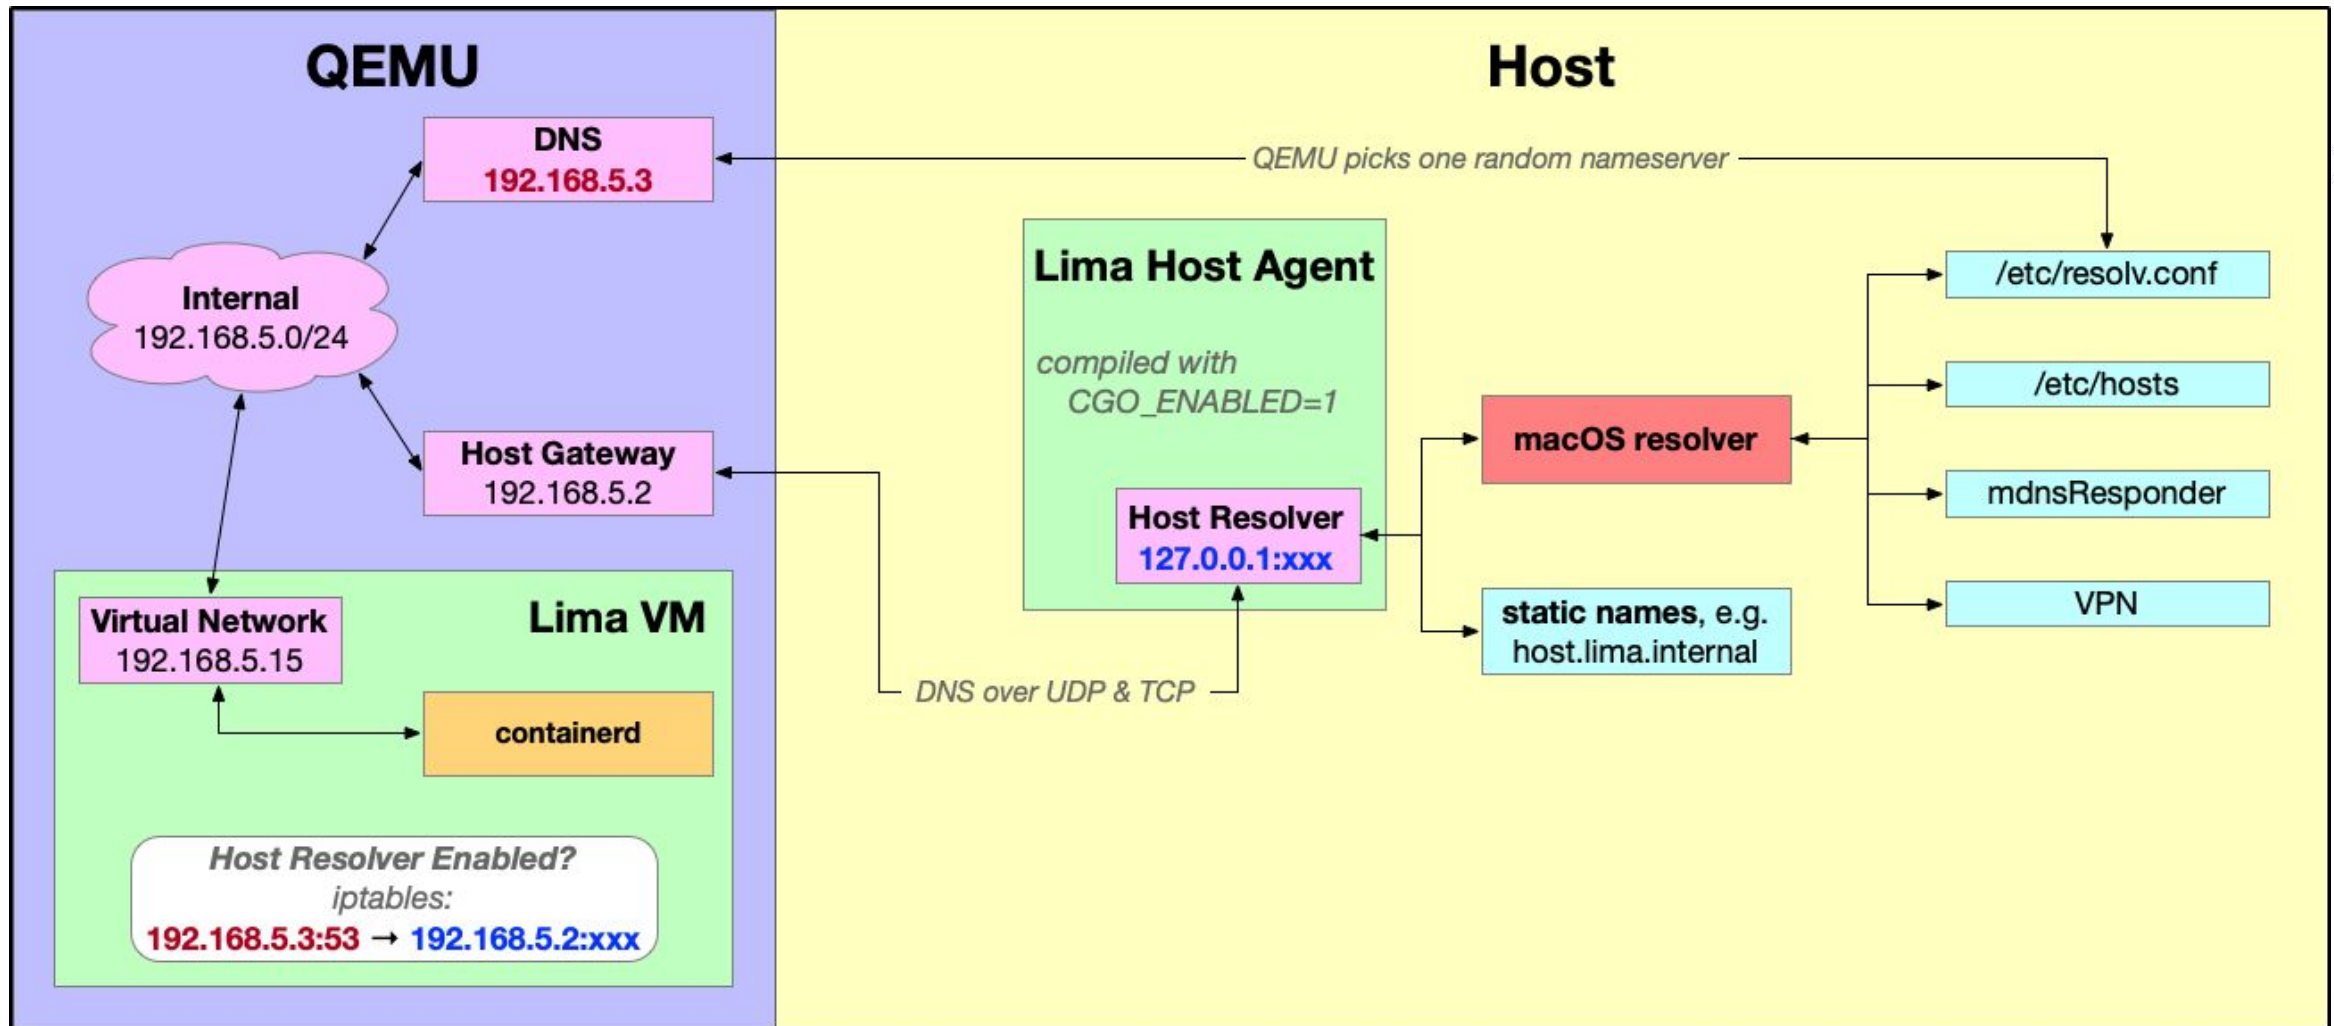 QEMU
Host
DNS
192.168.5.3
QEMU picks one random nameserver
Internal
192.168.5.0/24
Host Gateway
192.168.5.2
Lima VM
Virtual Network
192.168.5.15
containerd
Host Resolver Enabled?
iptables:
192.168.5.3:53 → 192.168.5.2:xxx
DNS over UDP & TCP
Lima Host Agent
compiled with
CGO_ENABLED=1
Host Resolver
127.0.0.1:xxx
macOS resolver
static names, e.g.
host.lima.internal
/etc/resolv.conf
/etc/hosts
mdnsResponder
VPN